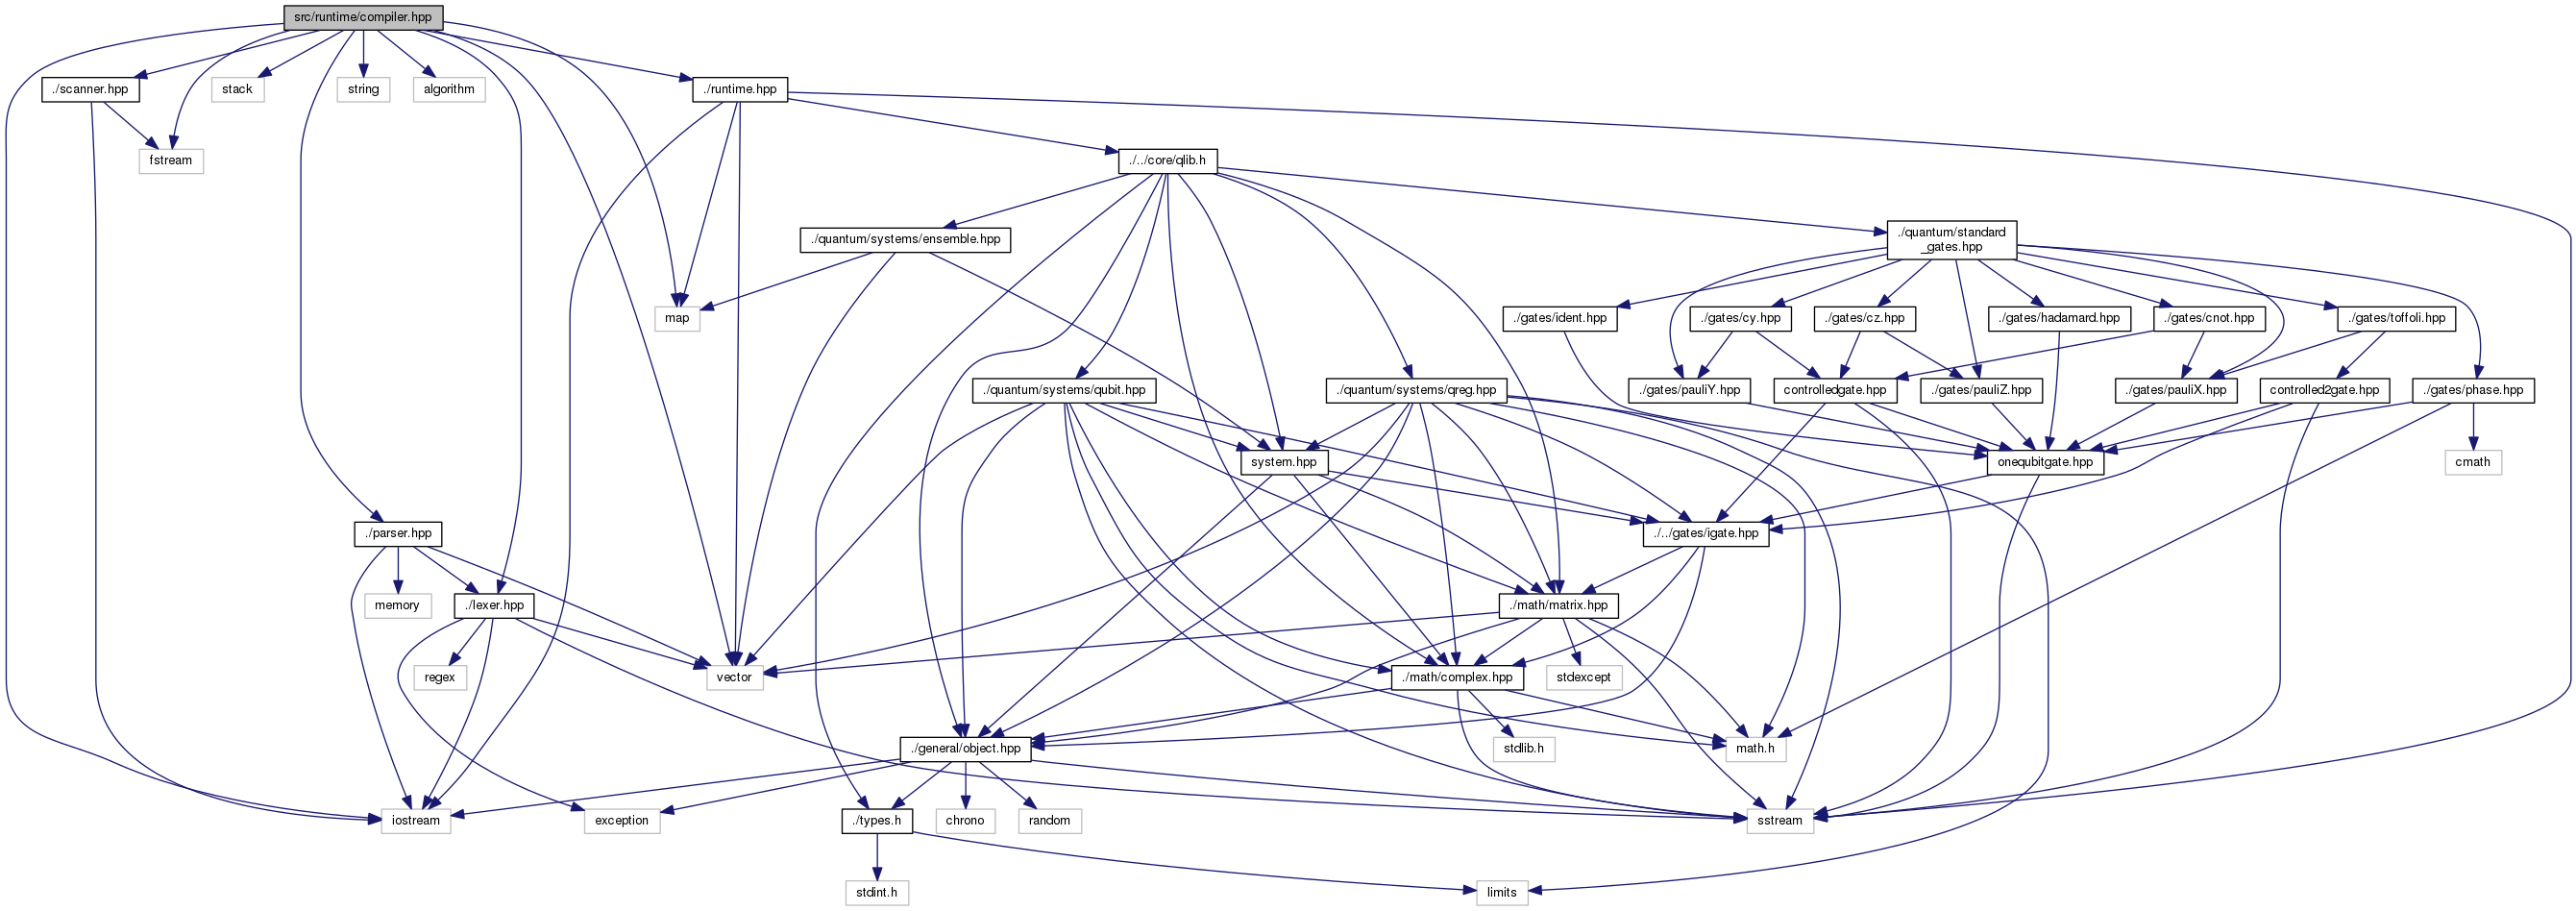 src/runtime/compiler.hpp
./scanner.hpp
stack
string
algorithm
./runtime.hpp
fstream
./../core/qlib.h
./quantum/systems/ensemble.hpp
./quantum/standard
_gates.hpp
map
./gates/ident.hpp
./gates/cy.hpp
./gates/cz.hpp
./gates/hadamard.hpp
./gates/cnot.hpp
./gates/toffoli.hpp
./quantum/systems/qubit.hpp
./quantum/systems/qreg.hpp
./gates/pauliY.hpp
controlledgate.hpp
./gates/pauliZ.hpp
./gates/pauliX.hpp
controlled2gate.hpp
./gates/phase.hpp
system.hpp
onequbitgate.hpp
cmath
./parser.hpp
./../gates/igate.hpp
memory
./lexer.hpp
./math/matrix.hpp
regex
vector
./math/complex.hpp
stdexcept
./general/object.hpp
stdlib.h
math.h
iostream
exception
./types.h
chrono
random
sstream
stdint.h
limits